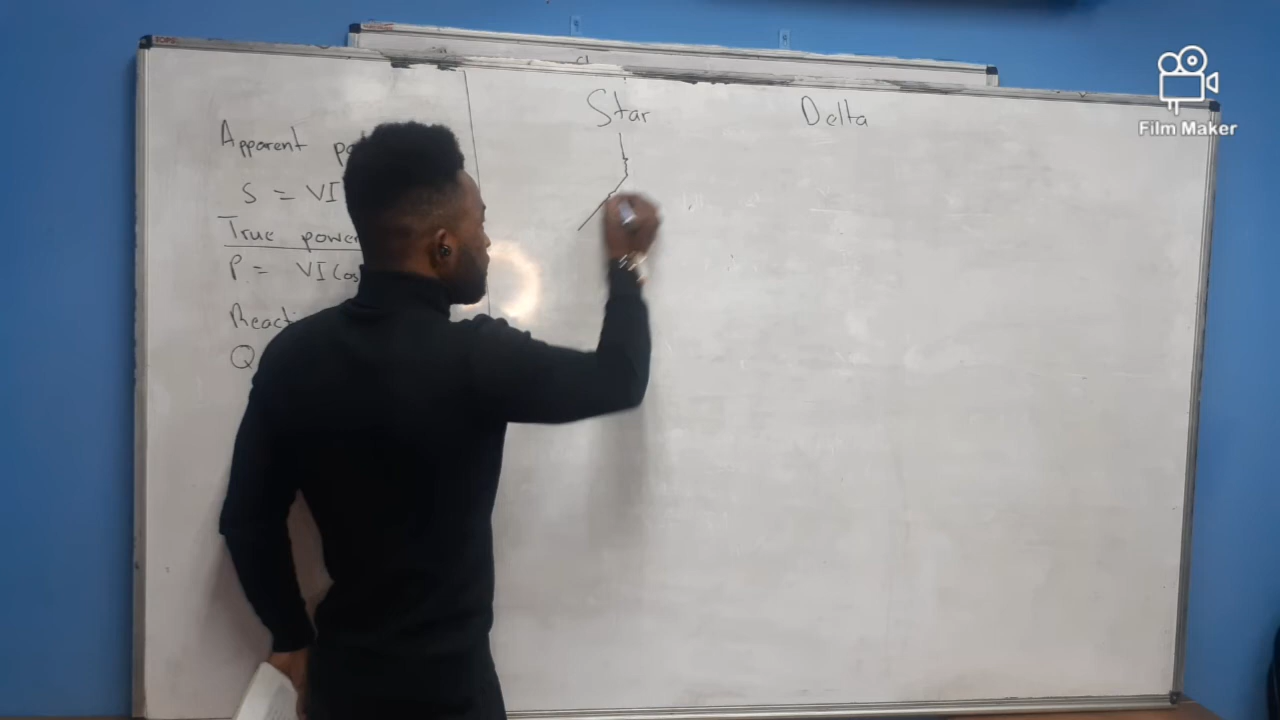 Apparent
S = VI
True power
P = VI Cos
Q
Star
Delta
Film Maker